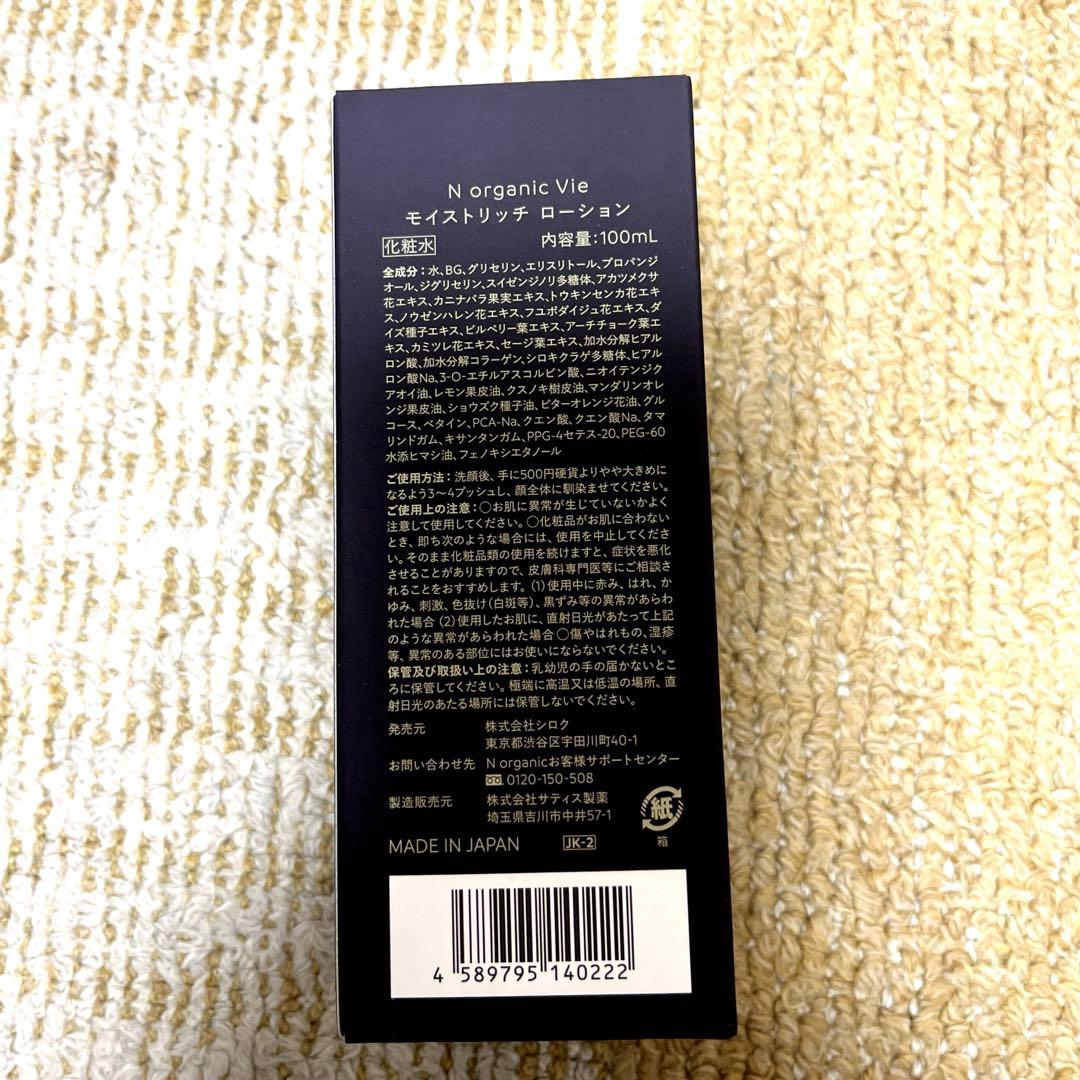 N organic Vie
モイストリッチ ローション
化粧水 内容量：100mL
全成分：水、BG、グリセリン、エリスリトール、プロパンジ
オール、ジグリセリン、スイゼンジノリ多糖体、アカツメクサ
花エキス、カニナバラ果実エキス、トウキンセンカ花エキ
ス、ノウゼンハレン花エキス、フユボダイジュ花エキス、ダ
イズ種子エキス、ビルベリー葉エキス、アーチチョーク葉エ
キス、カミツレ花エキス、セージ葉エキス、加水分解ヒアル
ロン酸、加水分解コラーゲン、シロキクラゲ多糖体、ヒアル
ロン酸Na、3-O-エチルアスコルビン酸、ニオイテンジク
アオイ油、レモン果皮油、クスノキ樹皮油、マンダリンオレ
ンジ果皮油、ショウズク種子油、ビターオレンジ花油、グル
コース、ベタイン、PCA-Na、クエン酸、クエン酸Na、タマ
リンドガム、キサンタンガム、PPG-4セテス-20、PEG-60
水添ヒマシ油、フェノキシエタノール
ご使用方法：洗顔後、手に500円硬貨よりやや大きめに
なるよう3〜4プッシュし、顔全体に馴染ませてください。
ご使用上の注意：○お肌に異常が生じていないかよく
注意して使用してください。○化粧品がお肌に合わない
とき、即ち次のような場合には、使用を中止してくださ
い。そのまま化粧品類の使用を続けますと、症状を悪化
させることがありますので、皮膚科専門医等にご相談さ
れることをおすすめします。（1）使用中に赤み、はれ、か
ゆみ、刺激、色抜け（白斑等）、黒ずみ等の異常があらわ
れた場合（2）使用したお肌に、直射日光があたって上記
のような異常があらわれた場合○傷やはれもの、湿疹
等、異常のある部位にはお使いにならないでください。
保管及び取扱い上の注意：乳幼児の手の届かないとこ
ろに保管してください。極端に高温又は低温の場所、直
射日光のあたる場所には保管しないでください。
発売元 株式会社シロク
東京都渋谷区宇田川町40-1
お問い合わせ先 N organicお客様サポートセンター
0120-150-508
製造販売元 株式会社サティス製薬
埼玉県吉川市中井57-1
紙
箱
MADE IN JAPAN JK-2
4 589795 140222